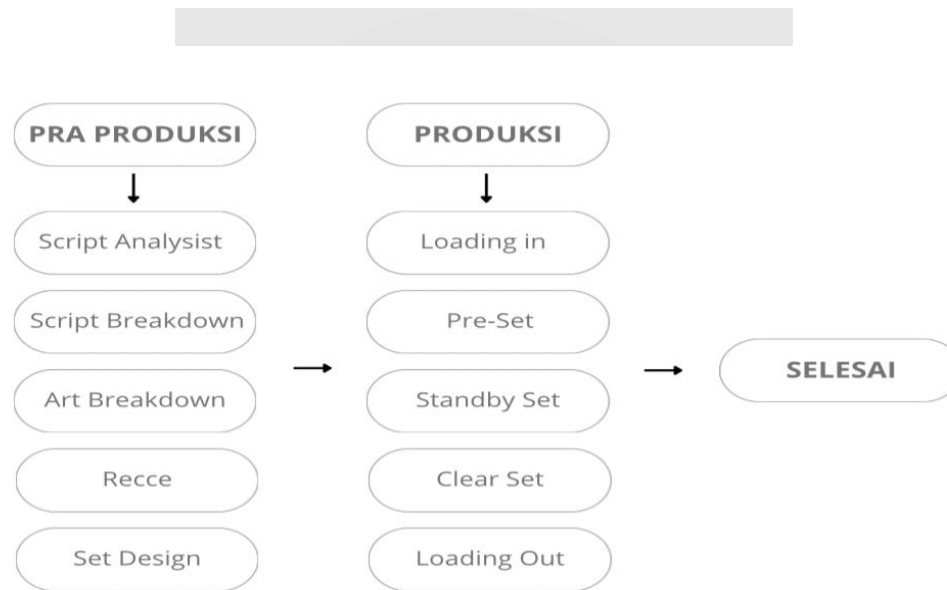 PRA PRODUKSI
Script Analysist
Script Breakdown
Art Breakdown
Recce
Set Design
PRODUKSI
Loading in
Pre-Set
Standby Set
Clear Set
Loading Out
SELESAI